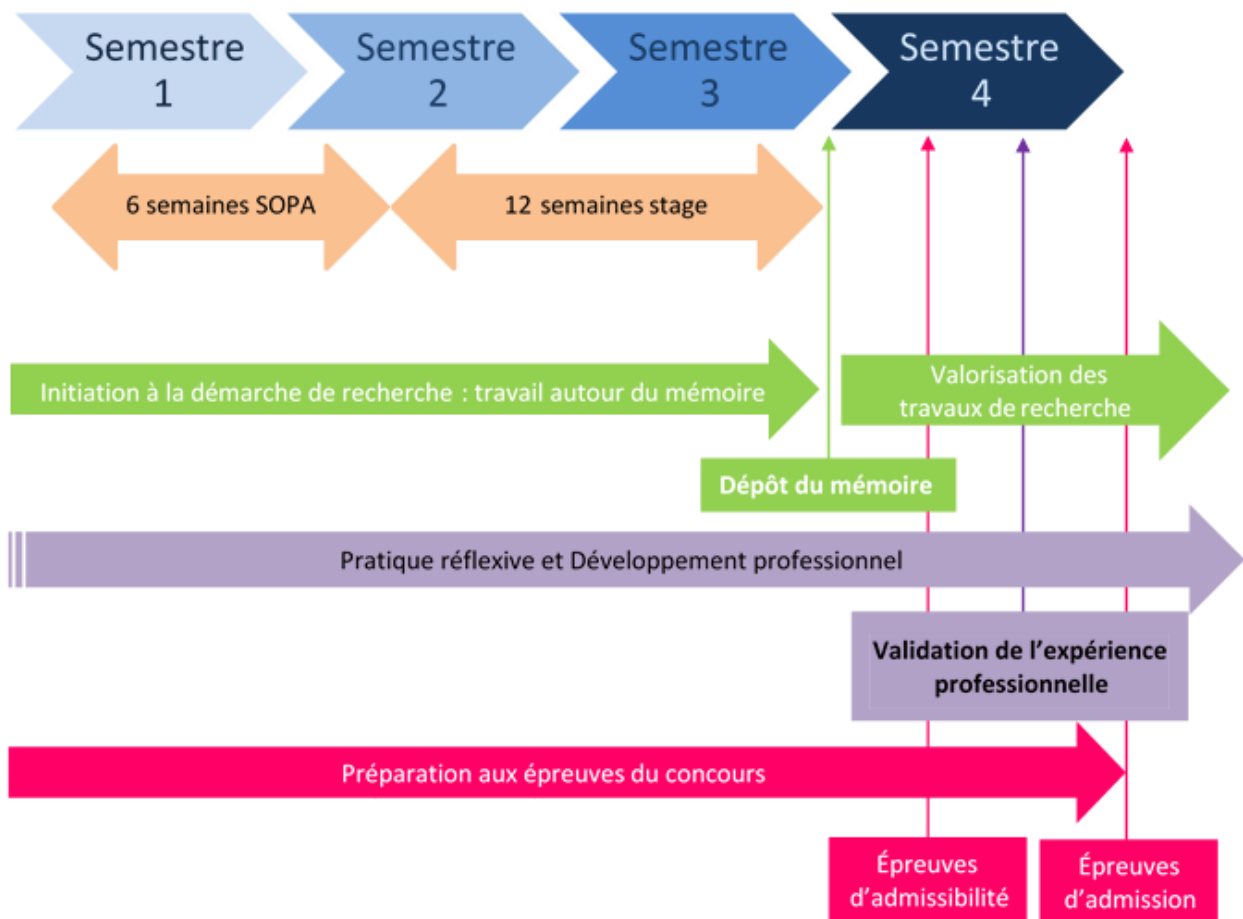 Semestre
1
Semestre
2
Semestre
3
Semestre
4
6 semaines SOPA
12 semaines stage
Initiation à la démarche de recherche : travail autour du mémoire
Valorisation des
travaux de recherche
Dépôt du mémoire
Pratique réflexive et Développement professionnel
Validation de l'expérience
professionnelle
Préparation aux épreuves du concours
Épreuves
d'admissibilité
Épreuves
d'admission